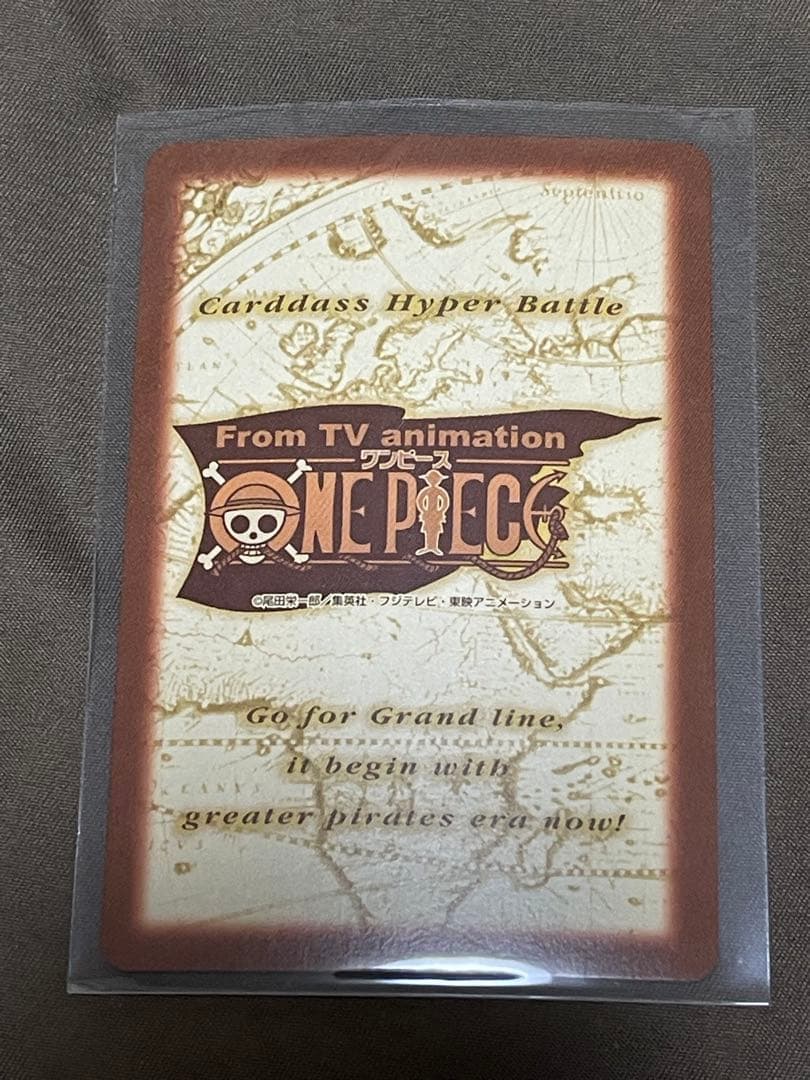 Septentrio
Carddass Hyper Battle
From TV animation
ワンピース
ONE PIECE
©尾田栄一郎／集英社・フジテレビ・東映アニメーション
Go for Grand line,
it begin with
greater pirates era now!